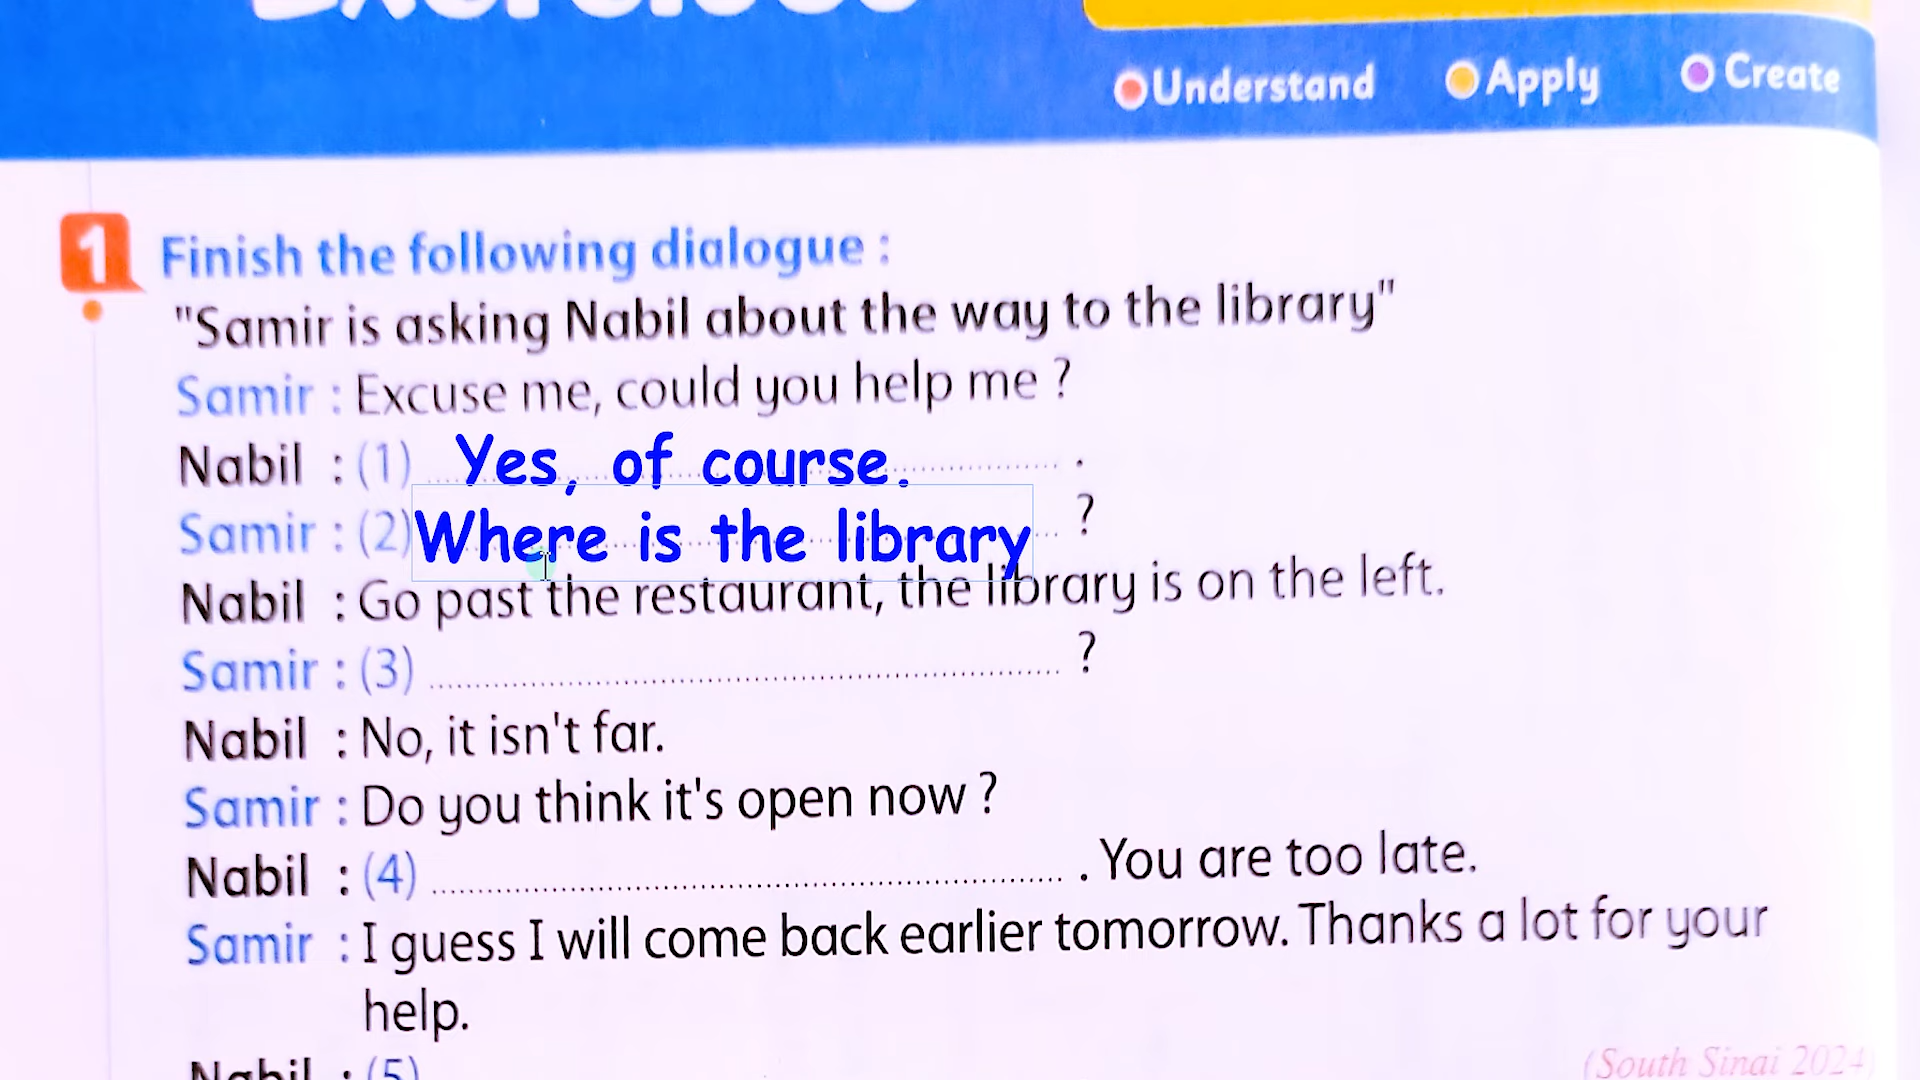 Exercises
Understand Apply Create
1 Finish the following dialogue :
"Samir is asking Nabil about the way to the library"
Samir : Excuse me, could you help me ?
Nabil : (1) Yes, of course. .
Samir : (2) Where is the library ?
Nabil : Go past the restaurant, the library is on the left.
Samir : (3) ........................................ ?
Nabil : No, it isn't far.
Samir : Do you think it's open now ?
Nabil : (4) ........................................ . You are too late.
Samir : I guess I will come back earlier tomorrow. Thanks a lot for your
help.
Nabil : (5)
(South Sinai 2024)